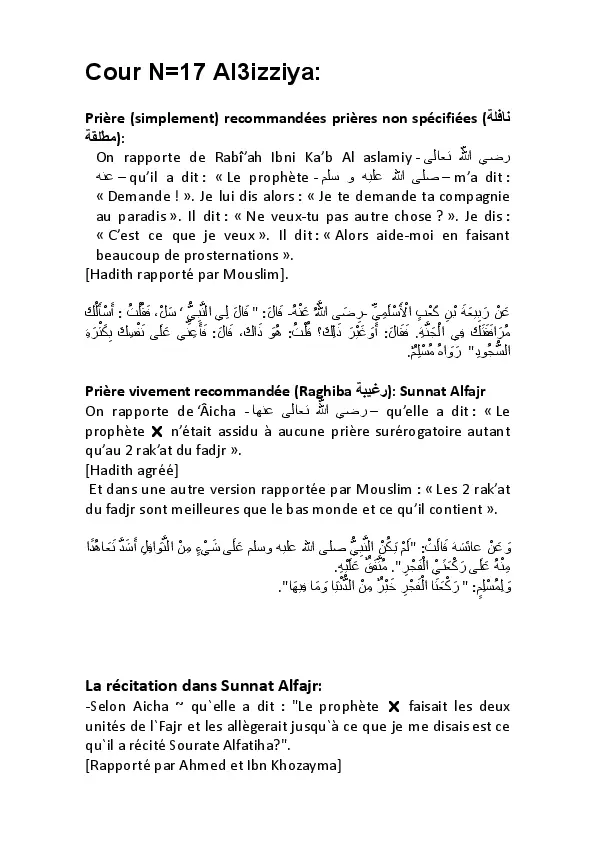 Cour N=17 Al3izziya:
Prière (simplement) recommandées prières non spécifiées (نافلة
مطلقة):
On rapporte de Rabî’ah Ibni Ka’b Al aslamiy - رضي الله تعالى
عنه – qu’il a dit : « Le prophète - صلى الله عليه و سلم – m’a dit :
« Demande ! ». Je lui dis alors : « Je te demande ta compagnie
au paradis ». Il dit : « Ne veux-tu pas autre chose ? ». Je dis :
« C’est ce que je veux ». Il dit : « Alors aide-moi en faisant
beaucoup de prosternations ».
[Hadith rapporté par Mouslim].
عَنْ رَبِيعَةَ بْنِ كَعْبٍ الْأَسْلَمِيِّ -رضى اللَّهُ عَنْهُ- قَالَ: " قَالَ لِي النَّبِيُّ ‘ سَلْ، فَقُلْتُ : أَسْأَلُكَ
مُرَافَقَتَكَ فِي الْجَنَّةِ. فَقَالَ: أَوَغَيْرَ ذَلِكَ؟ قُلْتُ: هُوَ ذَاكَ، قَالَ: فَأَعِنِّي عَلَى نَفْسِكَ بِكَثْرَةِ
السُّجُودِ" رَوَاهُ مُسْلِمٌ.
Prière vivement recommandée (Raghiba رغيبة): Sunnat Alfajr
On rapporte de ‘Âicha - رضي الله تعالى عنها – qu’elle a dit : « Le
prophète ✖ n’était assidu à aucune prière surérogatoire autant
qu’au 2 rak’at du fadjr ».
[Hadith agréé]
Et dans une autre version rapportée par Mouslim : « Les 2 rak’at
du fadjr sont meilleures que le bas monde et ce qu’il contient ».
وَ عَنْ عائشة قَالَتْ: "لَمْ يَكُنْ النَّبِيُّ صلى الله عليه وسلم عَلَى شَيْءٍ مِنْ النَّوَافِلِ أَشَدَّ تَعَاهُدًا
مِنْهُ عَلَى رَكْعَتَيْ الْفَجْرِ". مُتَّفَقٌ عَلَيْهِ.
وَلِمُسْلِمٍ: " رَكْعَتَا الْفَجْرِ خَيْرٌ مِنْ الدُّنْيَا وَمَا فِيهَا".
La récitation dans Sunnat Alfajr:
-Selon Aicha ~ qu`elle a dit : "Le prophète ✖ faisait les deux
unités de l`Fajr et les allègerait jusqu`à ce que je me disais est ce
qu`il a récité Sourate Alfatiha?".
[Rapporté par Ahmed et Ibn Khozayma]